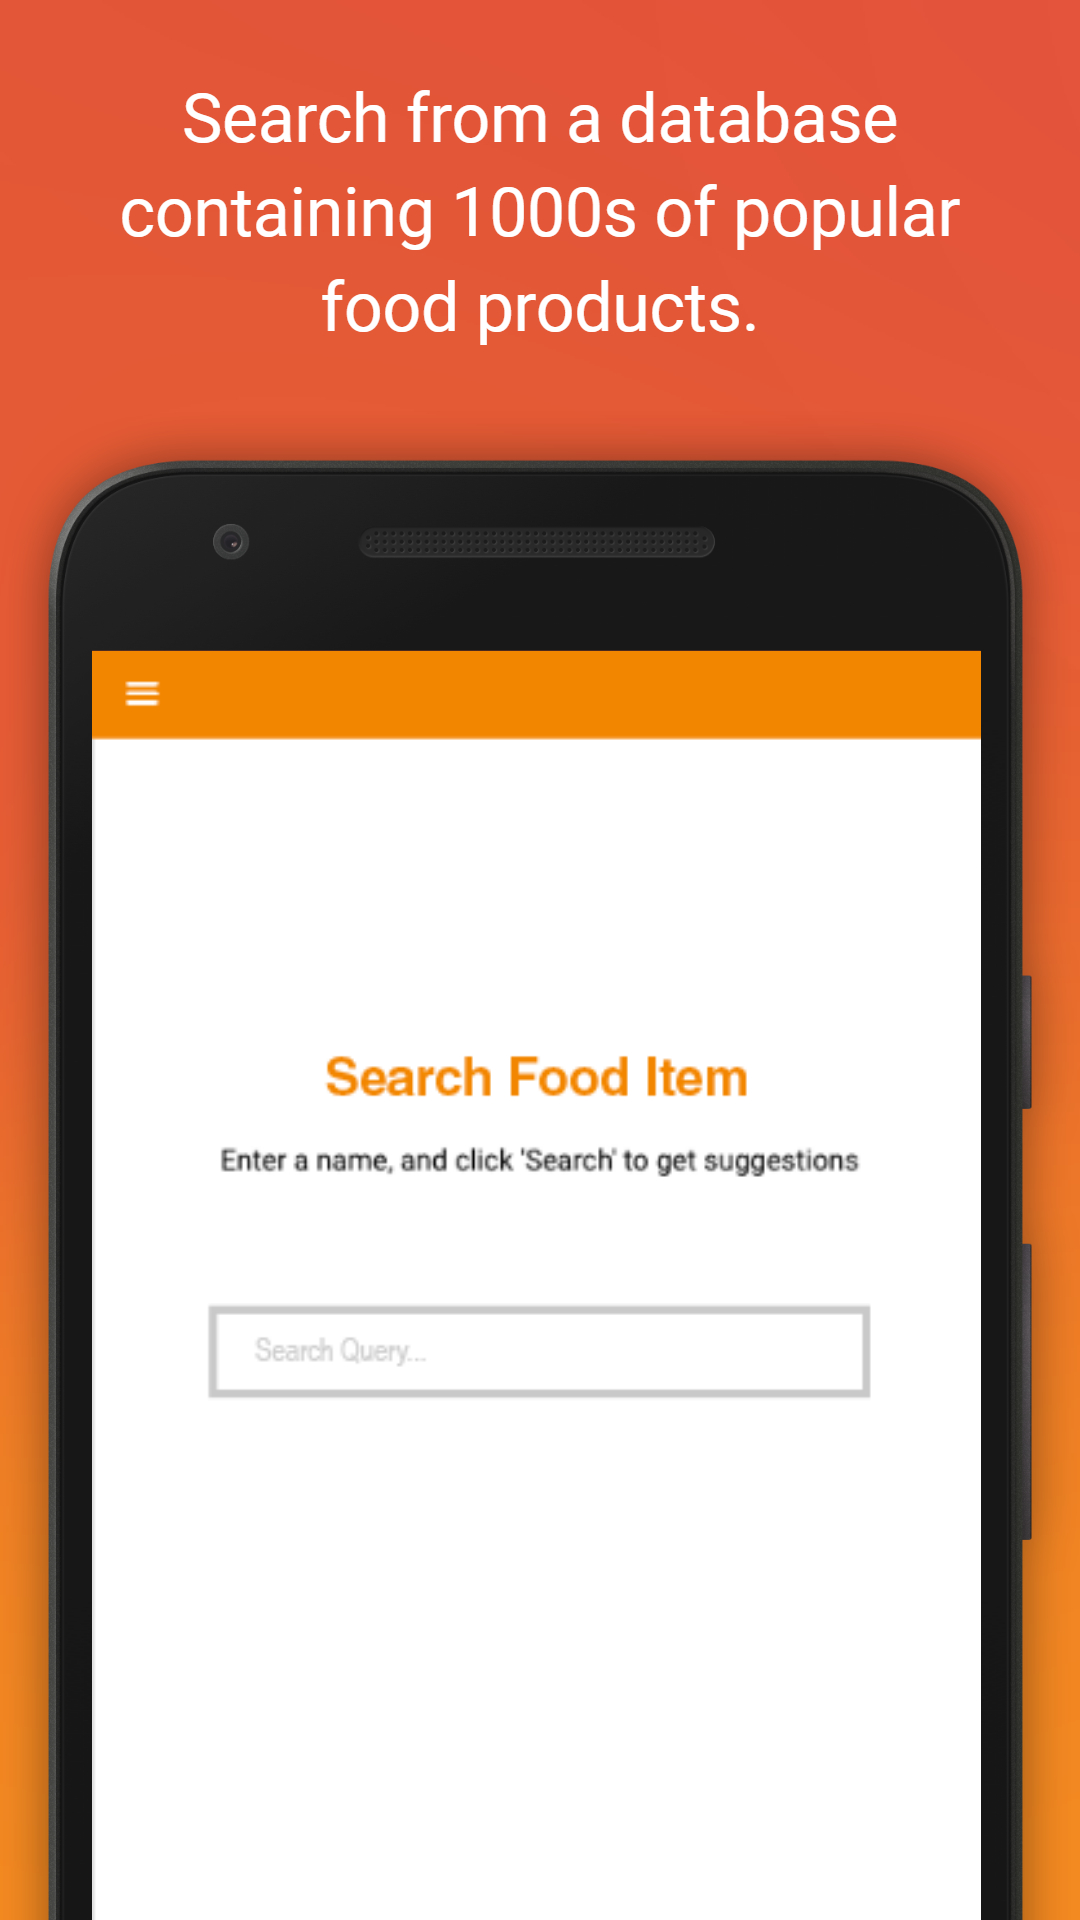 Search from a database
containing 1000s of popular
food products.
Search Food Item
Enter a name, and click 'Search' to get suggestions
Search Query...